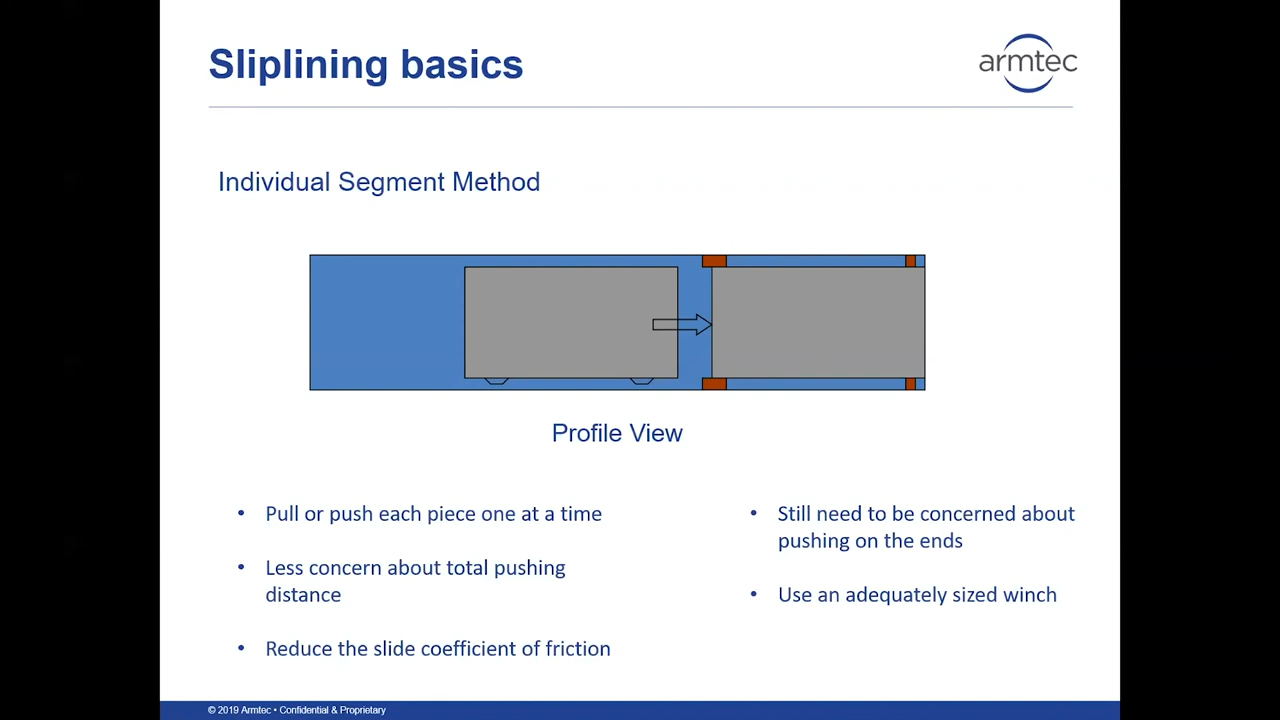 Sliplining basics
armtec
Individual Segment Method
Profile View
• Pull or push each piece one at a time
• Less concern about total pushing
distance
• Reduce the slide coefficient of friction
• Still need to be concerned about
pushing on the ends
• Use an adequately sized winch
© 2019 Armtec • Confidential & Proprietary